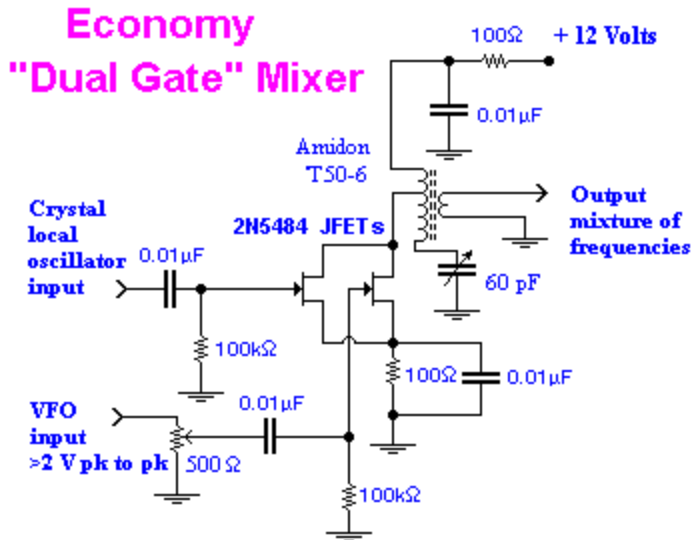 Economy
"Dual Gate" Mixer
100Ω
+ 12 Volts
0.01µF
Amidon
T50-6
Output
mixture of
frequencies
Crystal
local
oscillator
input
0.01µF
2N5484 JFETs
60 pF
100kΩ
100Ω
0.01µF
VFO
input
>2 V pk to pk
0.01µF
500 Ω
100kΩ